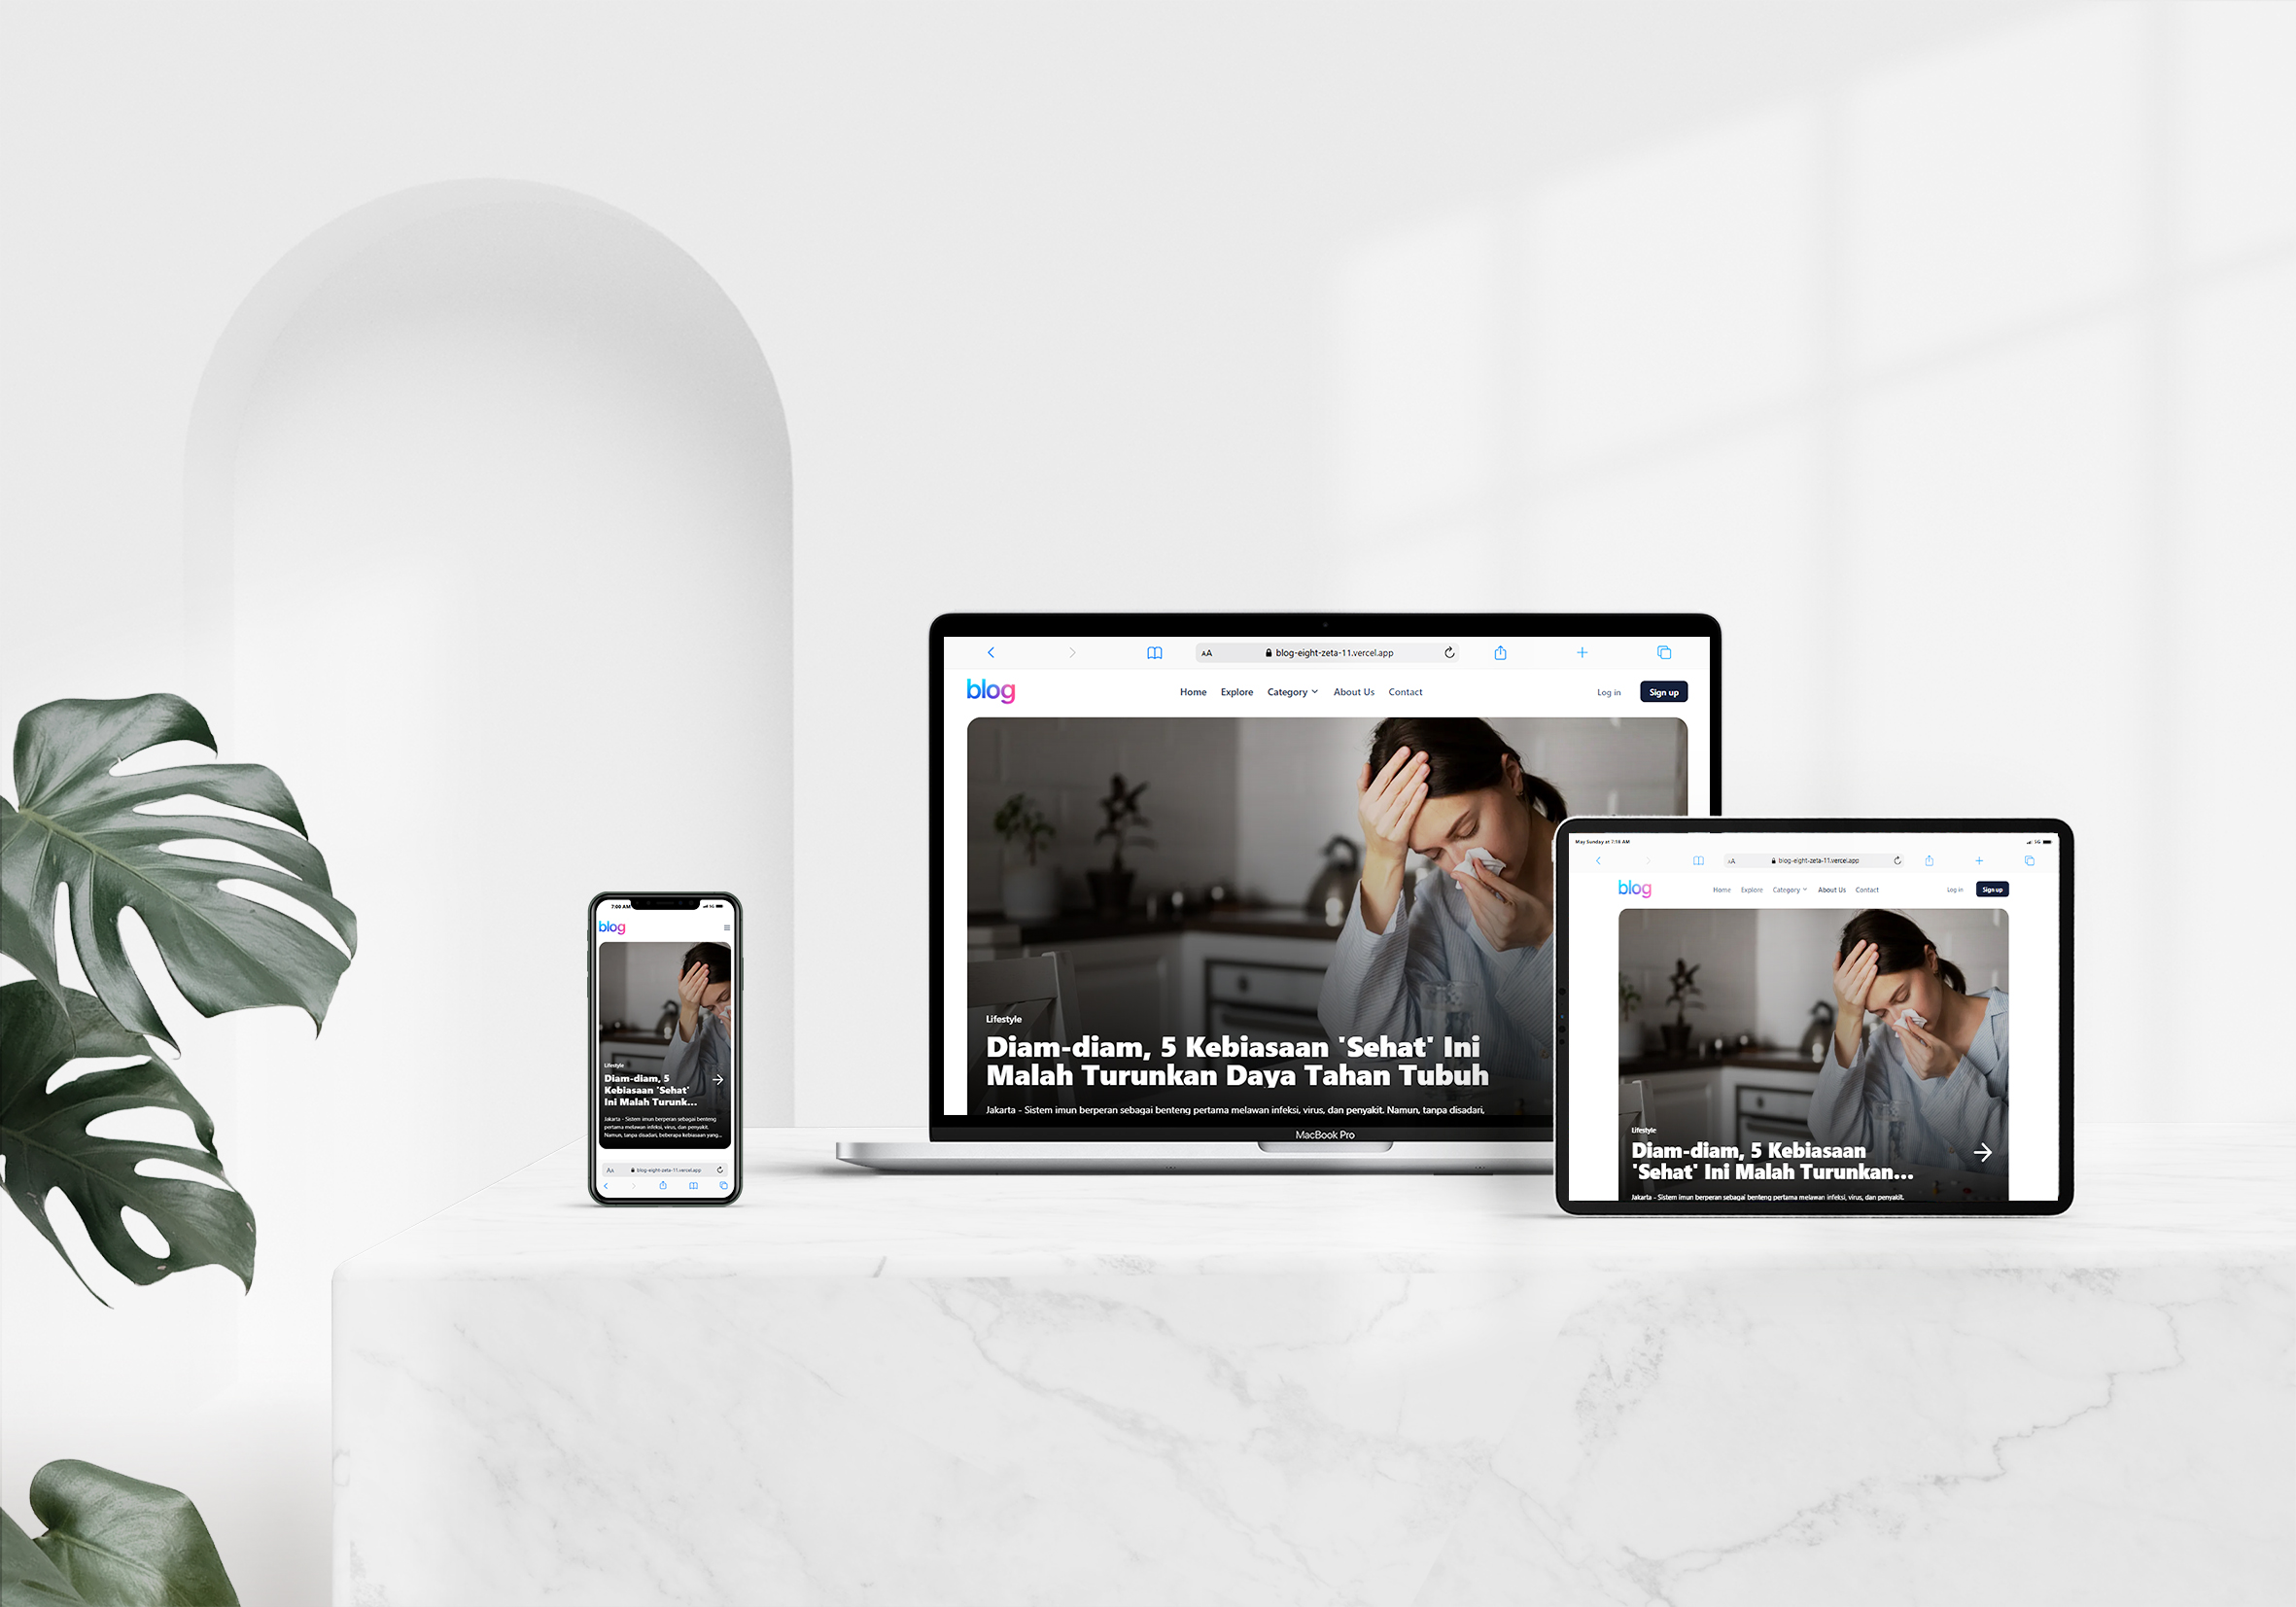 blog-eight-zeta-11.vercel.app
blog
Home Explore Category About Us Contact
Log in Sign up
Lifestyle
Diam-diam, 5 Kebiasaan 'Sehat' Ini
Malah Turunkan Daya Tahan Tubuh
Jakarta - Sistem imun berperan sebagai benteng pertama melawan infeksi, virus, dan penyakit. Namun, tanpa disadari,
MacBook Pro
7:00 AM
5G
blog
Lifestyle
Diam-diam, 5
Kebiasaan 'Sehat'
Ini Malah Turunk...
Jakarta - Sistem imun berperan sebagai benteng
pertama melawan infeksi, virus, dan penyakit.
Namun, tanpa disadari, beberapa kebiasaan yang...
AA blog-eight-zeta-11.vercel.app
May Sunday at 7:38 AM
5G
AA blog-eight-zeta-11.vercel.app
blog
Home Explore Category About Us Contact
Log in Sign up
Lifestyle
Diam-diam, 5 Kebiasaan
'Sehat' Ini Malah Turunkan...
Jakarta - Sistem imun berperan sebagai benteng pertama melawan infeksi, virus, dan penyakit.